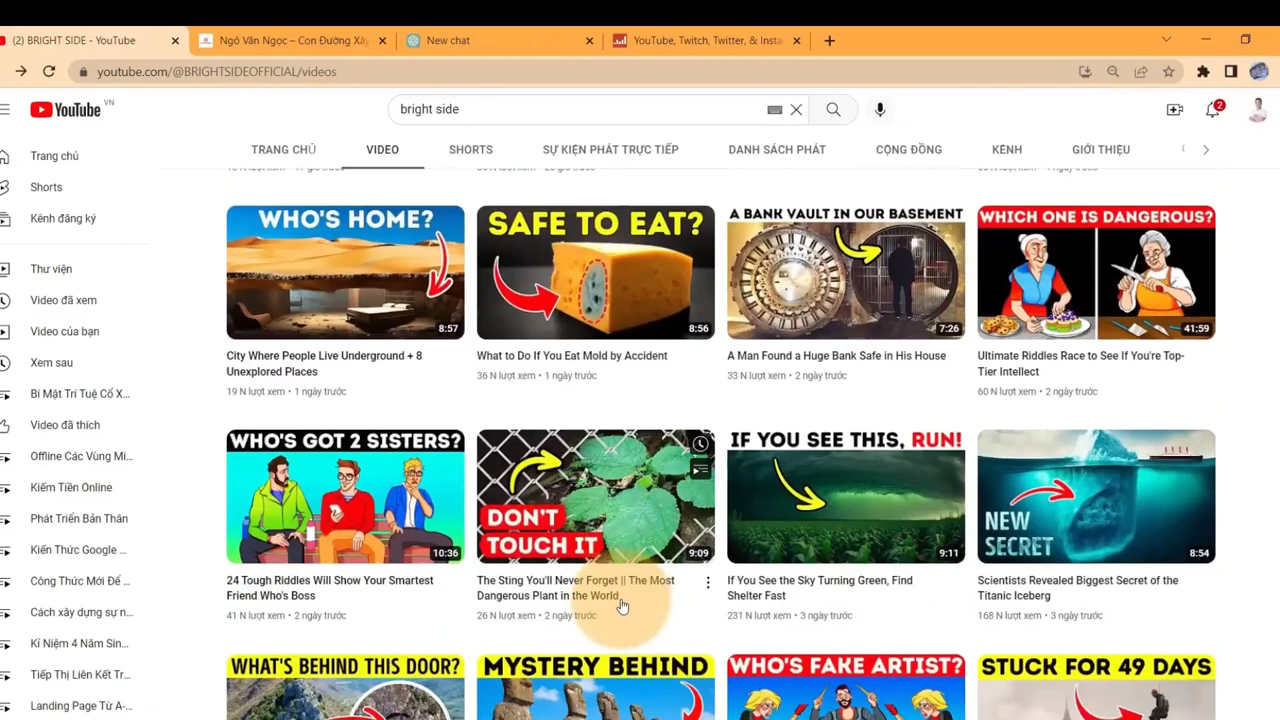 (2) BRIGHT SIDE - YouTube
Ngô Văn Ngọc – Con Đường Xây
New chat
YouTube, Twitch, Twitter, & Insta
youtube.com/@BRIGHTSIDEOFFICIAL/videos
YouTube VN
bright side
2
TRANG CHỦ
VIDEO
SHORTS
SỰ KIỆN PHÁT TRỰC TIẾP
DANH SÁCH PHÁT
CỘNG ĐỒNG
KÊNH
GIỚI THIỆU
Trang chủ
Shorts
Kênh đăng ký
Thư viện
Video đã xem
Video của bạn
Xem sau
Bí Mật Trí Tuệ Cổ X...
Video đã thích
Offline Các Vùng Mi...
Kiếm Tiền Online
Phát Triển Bản Thân
Kiến Thức Google ...
Công Thức Mới Để ...
Cách xây dựng sự n...
Kỉ Niệm 4 Năm Sin...
Tiếp Thị Liên Kết Tr...
Landing Page Từ A-...
WHO'S HOME?
8:57
City Where People Live Underground + 8
Unexplored Places
19 N lượt xem • 1 ngày trước
SAFE TO EAT?
8:56
What to Do If You Eat Mold by Accident
36 N lượt xem • 1 ngày trước
A BANK VAULT IN OUR BASEMENT
7:26
A Man Found a Huge Bank Safe in His House
33 N lượt xem • 2 ngày trước
WHICH ONE IS DANGEROUS?
41:59
Ultimate Riddles Race to See If You're Top-
Tier Intellect
60 N lượt xem • 2 ngày trước
WHO'S GOT 2 SISTERS?
10:36
24 Tough Riddles Will Show Your Smartest
Friend Who's Boss
41 N lượt xem • 2 ngày trước
DON'T
TOUCH IT
9:09
The Sting You'll Never Forget || The Most
Dangerous Plant in the World
26 N lượt xem • 2 ngày trước
IF YOU SEE THIS, RUN!
9:11
If You See the Sky Turning Green, Find
Shelter Fast
231 N lượt xem • 3 ngày trước
NEW
SECRET
8:54
Scientists Revealed Biggest Secret of the
Titanic Iceberg
168 N lượt xem • 3 ngày trước
WHAT'S BEHIND THIS DOOR?
MYSTERY BEHIND
WHO'S FAKE ARTIST?
STUCK FOR 49 DAYS